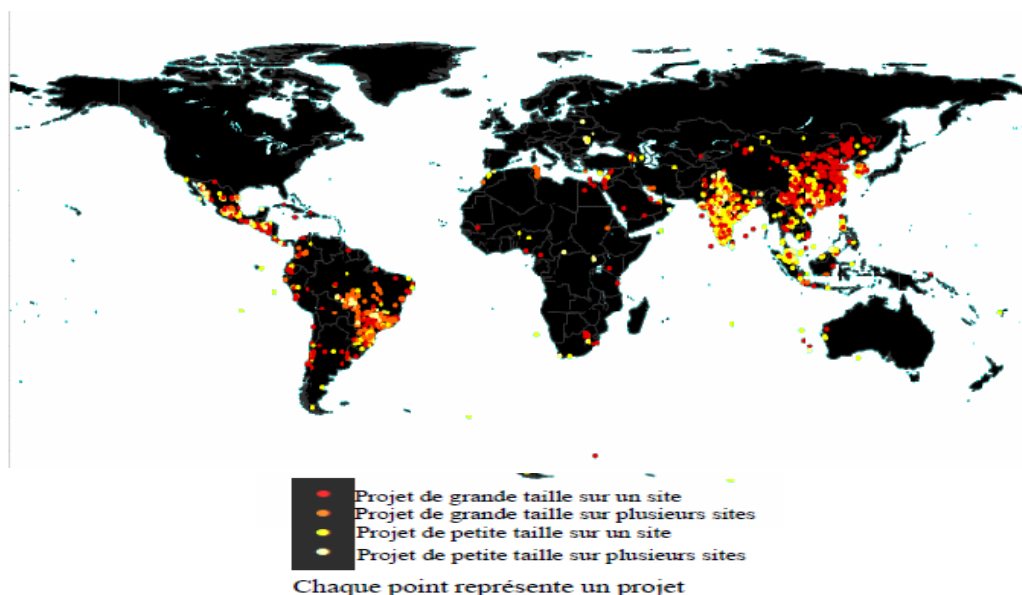 Projet de grande taille sur un site
Projet de grande taille sur plusieurs sites
Projet de petite taille sur un site
Projet de petite taille sur plusieurs sites
Chaque point représente un projet